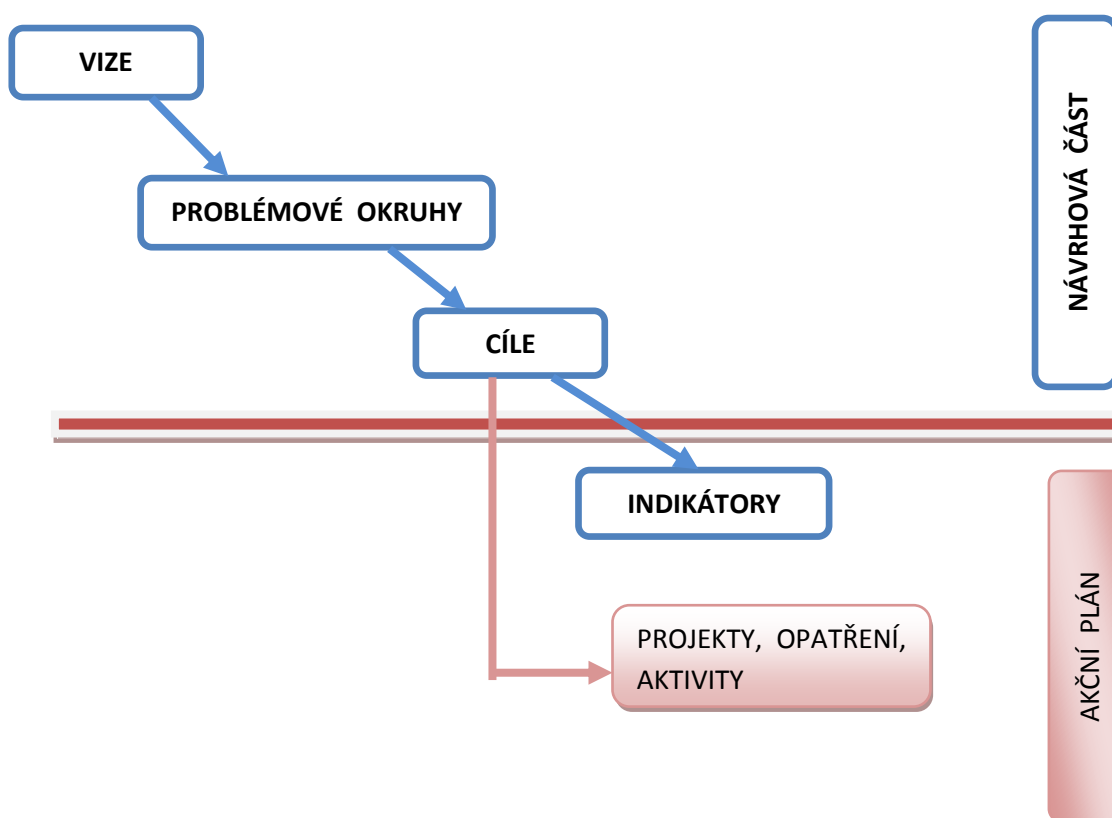 VIZE
NÁVRHOVÁ ČÁST
PROBLÉMOVÉ OKRUHY
CÍLE
INDIKÁTORY
PROJEKTY, OPATŘENÍ,
AKTIVITY
AKČNÍ PLÁN